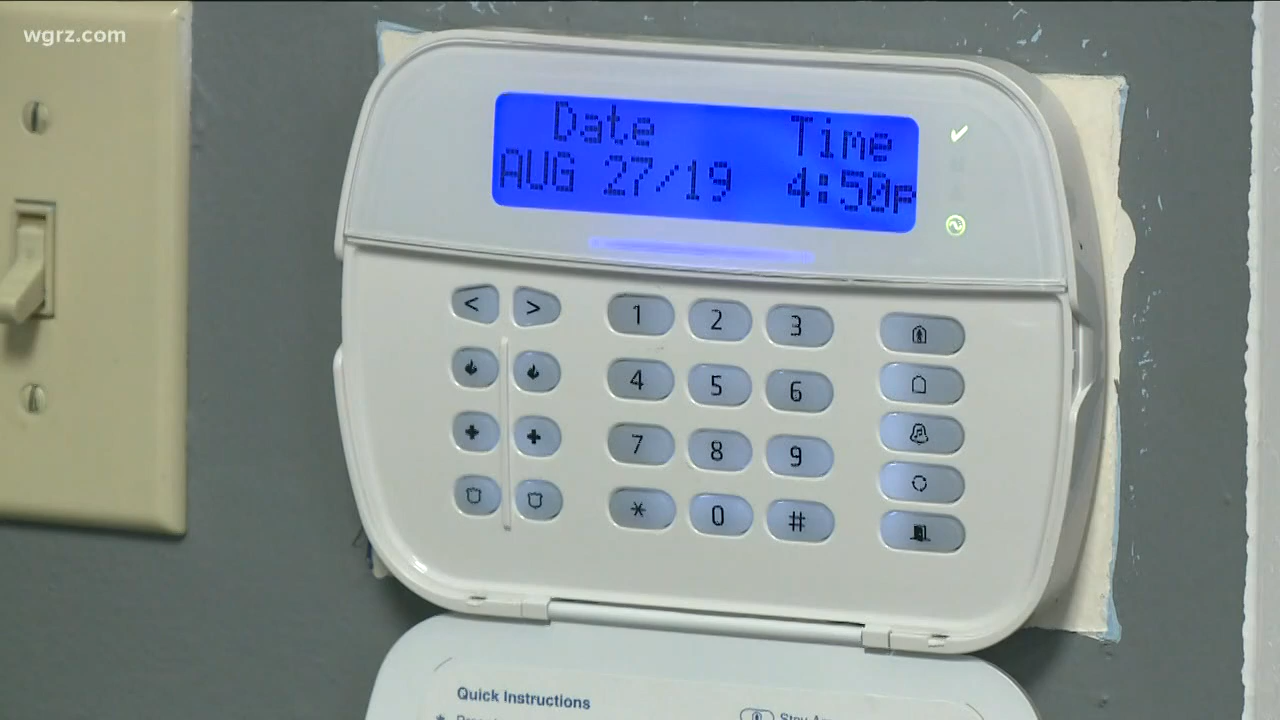 wgrz.com
Date Time
AUG 27/19 4:50P
< >
1 2 3
4 5 6
7 8 9
* 0 #
Quick Instructions
*
Stay